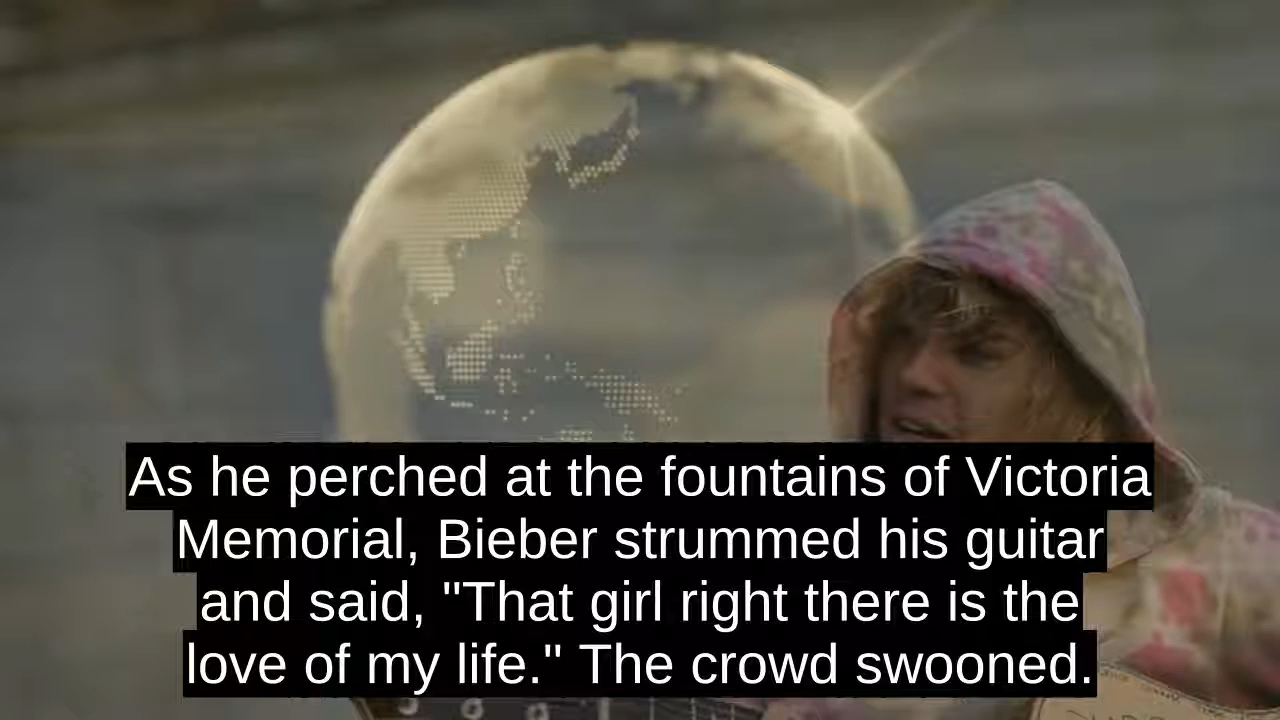 As he perched at the fountains of Victoria
Memorial, Bieber strummed his guitar
and said, "That girl right there is the
love of my life." The crowd swooned.